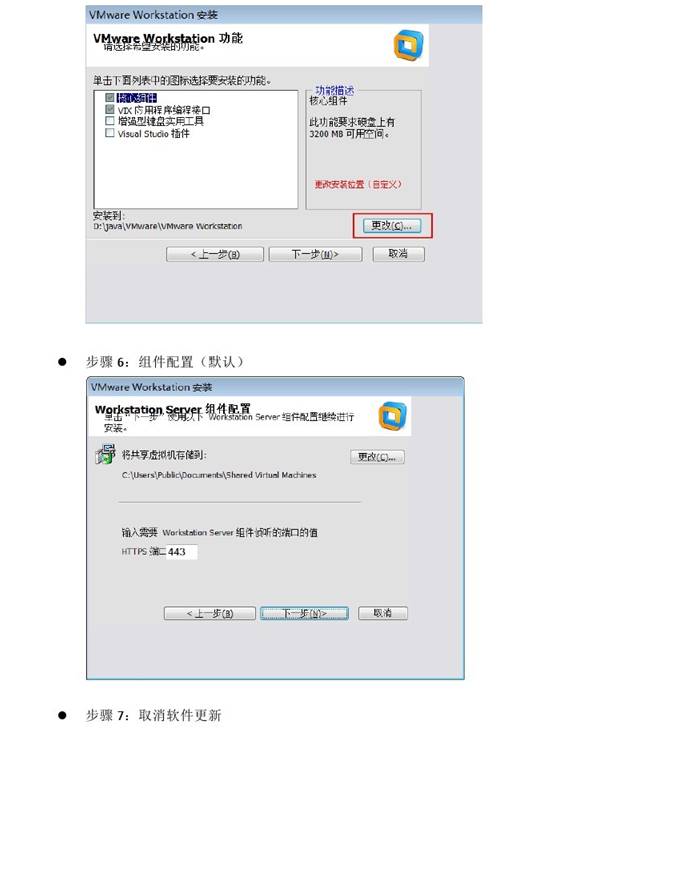 VMware Workstation 安装
VMware Workstation 功能
请选择希望安装的功能。
单击下面列表中的图标选择要安装的功能。
核心组件
VIX 应用程序编程接口
增强型键盘实用工具
Visual Studio 插件
功能描述
核心组件
此功能要求硬盘上有
3200 MB 可用空间。
更改安装位置（自定义）
安装到:
D:\java\VMware\VMware Workstation
更改(C)...
< 上一步(B)
下一步(N)>
取消
● 步骤 6：组件配置（默认）
VMware Workstation 安装
Workstation Server 组件配置
单击“下一步”使用以下 Workstation Server 组件配置继续进行
安装。
将共享虚拟机存储到:
更改(C)...
C:\Users\Public\Documents\Shared Virtual Machines
输入需要 Workstation Server 组件侦听的端口的值
HTTPS 端口 443
< 上一步(B)
下一步(N)>
取消
● 步骤 7：取消软件更新